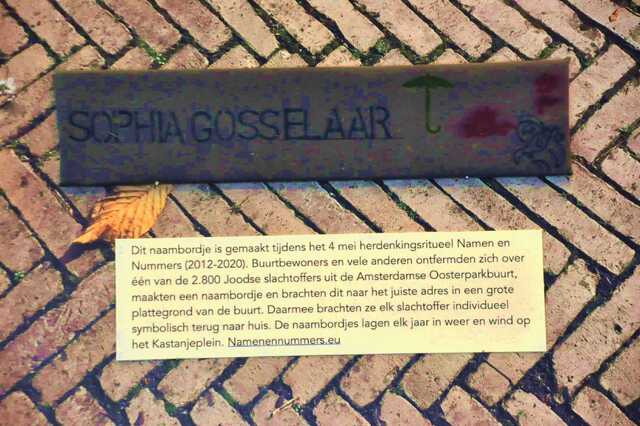 SOPHIA GOSSELAAR
Dit naambordje is gemaakt tijdens het 4 mei herdenkingsritueel Namen en
Nummers (2012-2020). Buurtbewoners en vele anderen ontfermden zich over
één van de 2.800 Joodse slachtoffers uit de Amsterdamse Oosterparkbuurt,
maakten een naambordje en brachten dit naar het juiste adres in een grote
plattegrond van de buurt. Daarmee brachten ze elk slachtoffer individueel
symbolisch terug naar huis. De naambordjes lagen elk jaar in weer en wind op
het Kastanjeplein. Namenennummers.eu